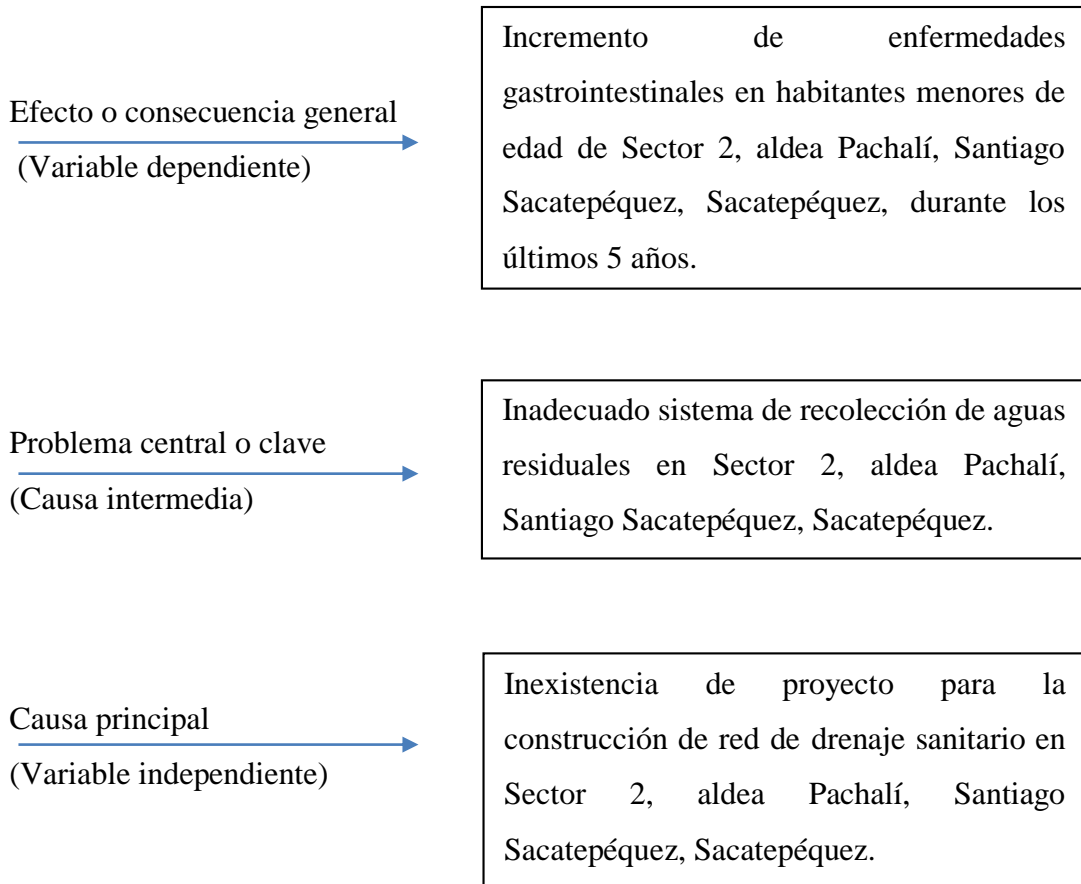 Efecto o consecuencia general
(Variable dependiente)
Incremento de enfermedades
gastrointestinales en habitantes menores de
edad de Sector 2, aldea Pachalí, Santiago
Sacatepéquez, Sacatepéquez, durante los
últimos 5 años.
Problema central o clave
(Causa intermedia)
Inadecuado sistema de recolección de aguas
residuales en Sector 2, aldea Pachalí,
Santiago Sacatepéquez, Sacatepéquez.
Causa principal
(Variable independiente)
Inexistencia de proyecto para la
construcción de red de drenaje sanitario en
Sector 2, aldea Pachalí, Santiago
Sacatepéquez, Sacatepéquez.